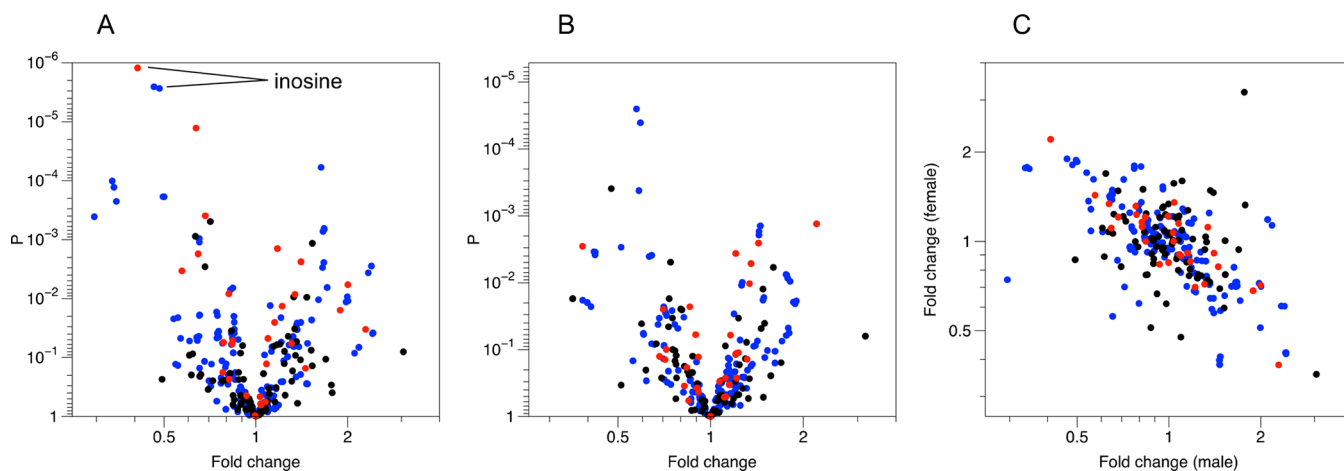 A
B
C
10⁻⁶
10⁻⁵
10⁻⁴
10⁻³
10⁻²
10⁻¹
1
P
inosine
0.5
1
2
Fold change
10⁻⁵
10⁻⁴
10⁻³
10⁻²
10⁻¹
1
P
0.5
1
2
Fold change
2
1
0.5
Fold change (female)
0.5
1
2
Fold change (male)